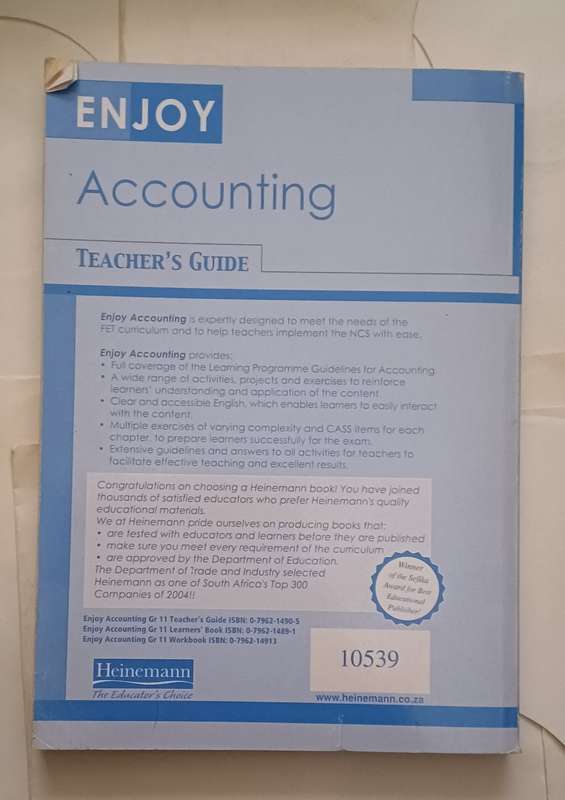 ENJOY
Accounting
TEACHER'S GUIDE
Enjoy Accounting is expertly designed to meet the needs of the
FET curriculum and to help teachers implement the NCS with ease.
Enjoy Accounting provides:
• Full coverage of the Learning Programme Guidelines for Accounting.
• A wide range of activities, projects and exercises to reinforce
learners' understanding and application of the content.
• Clear and accessible English, which enables learners to easily interact
with the content.
• Multiple exercises of varying complexity and CASS items for each
chapter, to prepare learners successfully for the exam.
• Extensive guidelines and answers to all activities for teachers to
facilitate effective teaching and excellent results.
Congratulations on choosing a Heinemann book! You have joined
thousands of satisfied educators who prefer Heinemann's quality
educational materials.
We at Heinemann pride ourselves on producing books that:
• are tested with educators and learners before they are published
• make sure you meet every requirement of the curriculum
• are approved by the Department of Education.
The Department of Trade and Industry selected
Heinemann as one of South Africa's Top 300
Companies of 2004!!
Winner
of the Sefika
Award for Best
Educational
Publisher!
Enjoy Accounting Gr 11 Teacher's Guide ISBN: 0-7962-1490-5
Enjoy Accounting Gr 11 Learners' Book ISBN: 0-7962-1489-1
Enjoy Accounting Gr 11 Workbook ISBN: 0-7962-14913
10539
Heinemann
The Educator's Choice
www.heinemann.co.za